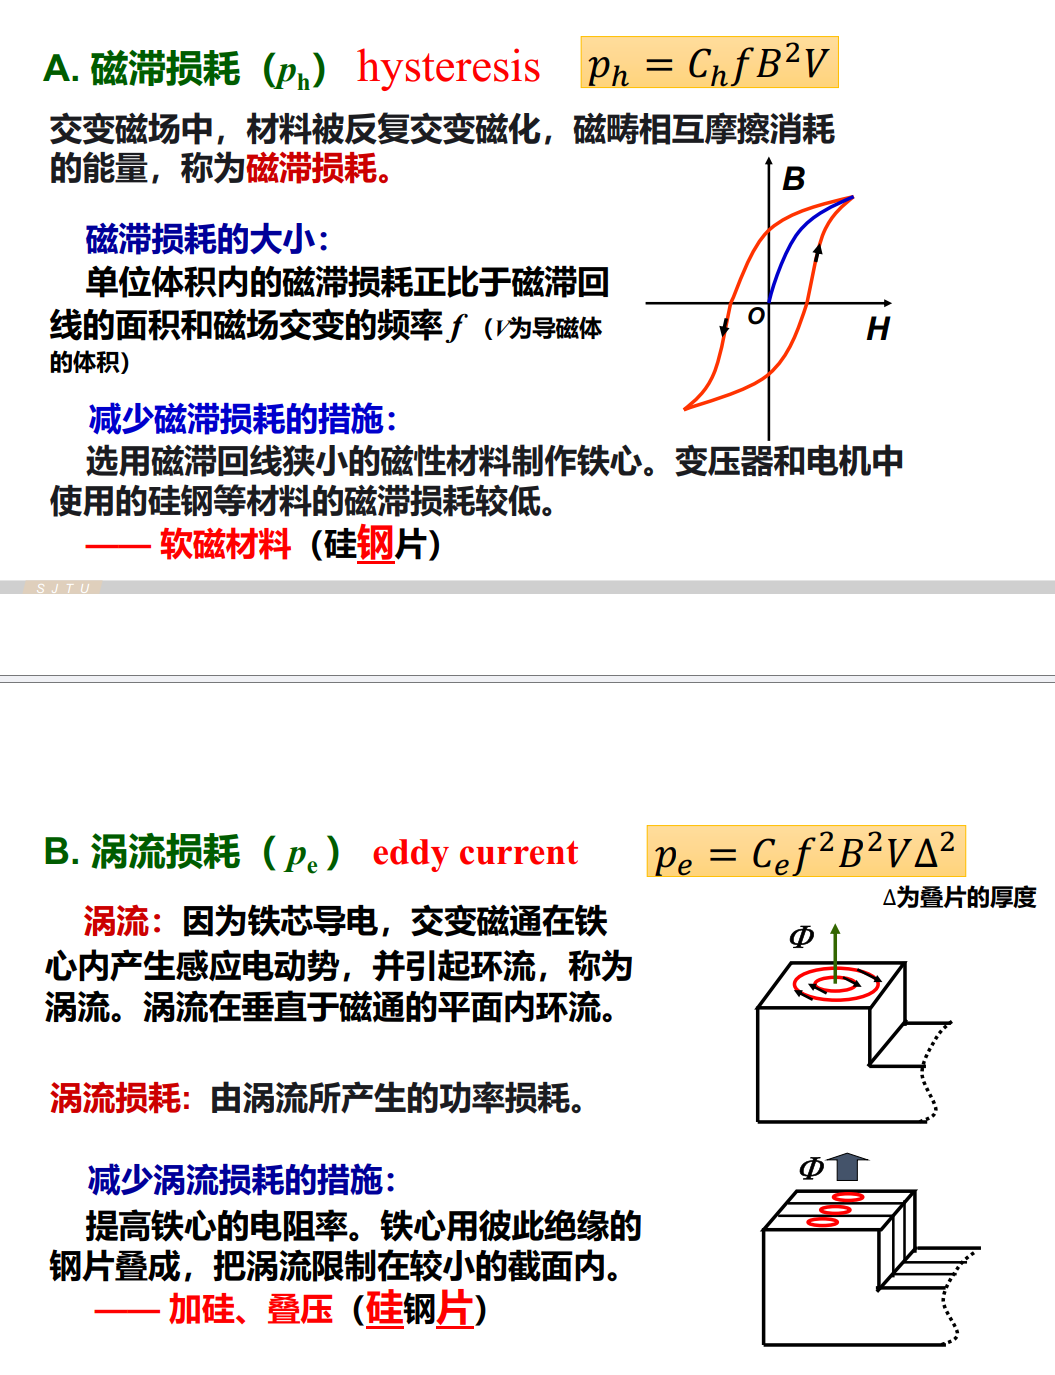 A. 磁滞损耗（pₕ） hysteresis pₕ = CₕfB²V
交变磁场中，材料被反复交变磁化，磁畴相互摩擦消耗
的能量，称为磁滞损耗。
B
磁滞损耗的大小：
单位体积内的磁滞损耗正比于磁滞回
线的面积和磁场交变的频率 f （V为导磁体
的体积）
O
H
减少磁滞损耗的措施：
选用磁滞回线狭小的磁性材料制作铁心。变压器和电机中
使用的硅钢等材料的磁滞损耗较低。
—— 软磁材料（硅钢片）
SJTU
B. 涡流损耗（pₑ） eddy current pₑ = Cₑf²B²VΔ²
Δ为叠片的厚度
涡流：因为铁芯导电，交变磁通在铁
心内产生感应电动势，并引起环流，称为
涡流。涡流在垂直于磁通的平面内环流。
Φ
涡流损耗: 由涡流所产生的功率损耗。
减少涡流损耗的措施：
提高铁心的电阻率。铁心用彼此绝缘的
钢片叠成，把涡流限制在较小的截面内。
—— 加硅、叠压（硅钢片）
Φ